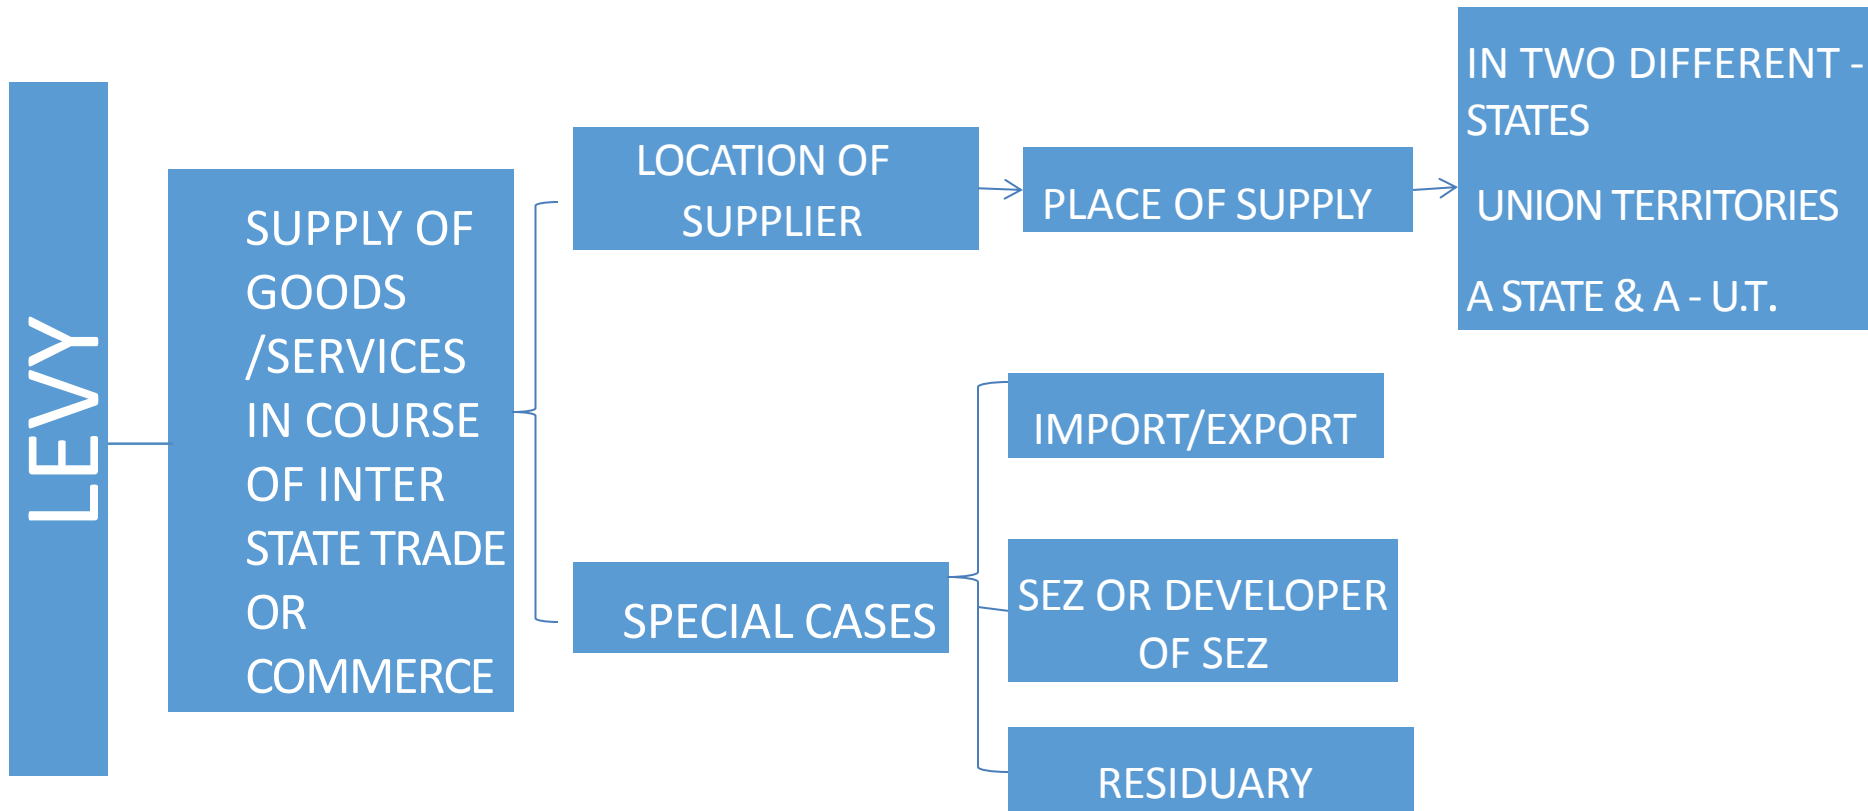 LEVY
SUPPLY OF
GOODS
/SERVICES
IN COURSE
OF INTER
STATE TRADE
OR
COMMERCE
LOCATION OF
SUPPLIER
PLACE OF SUPPLY
IN TWO DIFFERENT -
STATES
UNION TERRITORIES
A STATE & A - U.T.
SPECIAL CASES
IMPORT/EXPORT
SEZ OR DEVELOPER
OF SEZ
RESIDUARY